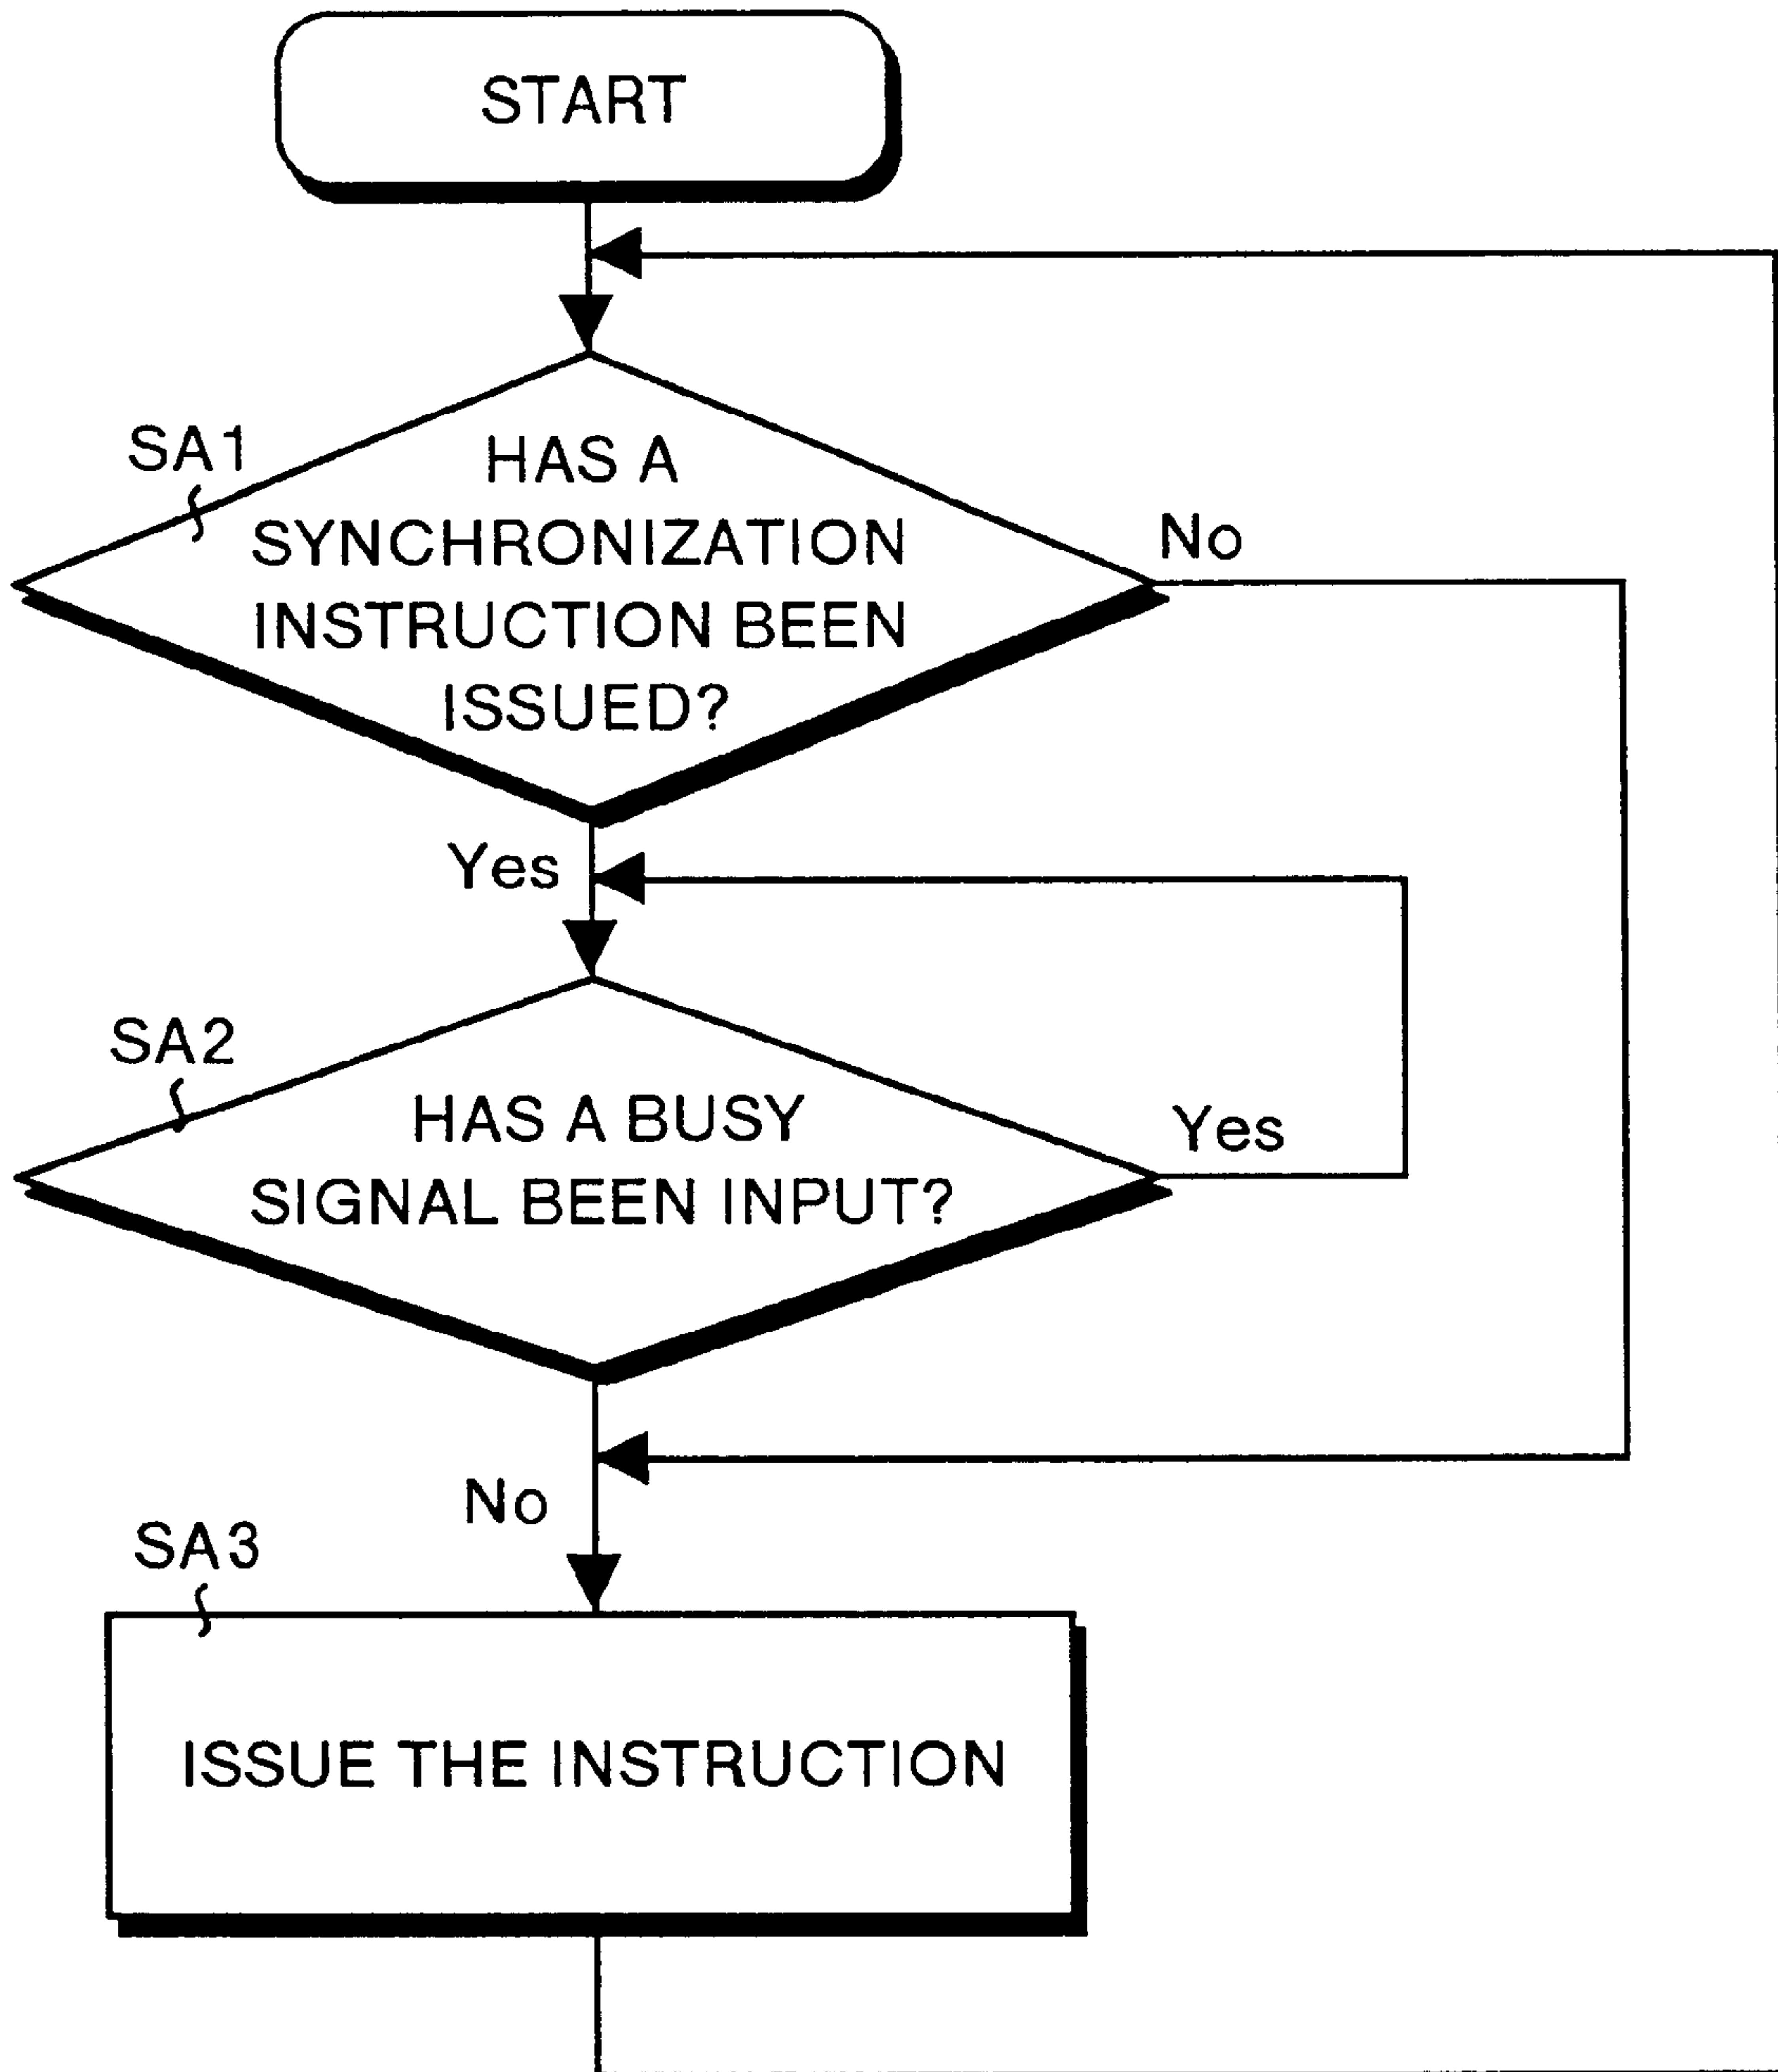 START
SA1
HAS A
SYNCHRONIZATION
INSTRUCTION BEEN
ISSUED?
No
Yes
SA2
HAS A BUSY
SIGNAL BEEN INPUT?
Yes
No
SA3
ISSUE THE INSTRUCTION